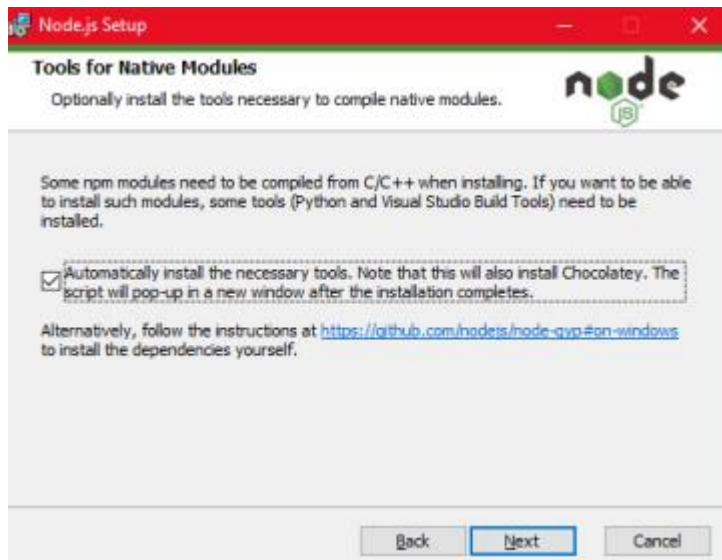 Node.js Setup
Tools for Native Modules
Optionally install the tools necessary to compile native modules.
node
JS
Some npm modules need to be compiled from C/C++ when installing. If you want to be able
to install such modules, some tools (Python and Visual Studio Build Tools) need to be
installed.
Automatically install the necessary tools. Note that this will also install Chocolatey. The
script will pop-up in a new window after the installation completes.
Alternatively, follow the instructions at https://github.com/nodejs/node-gyp#on-windows
to install the dependencies yourself.
Back
Next
Cancel